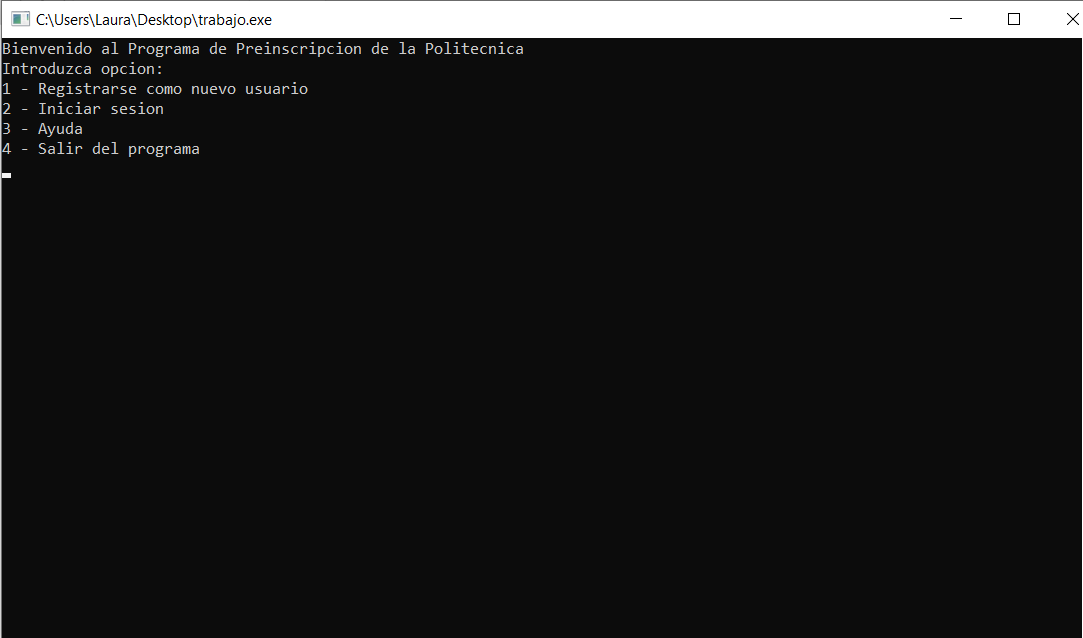 C:\Users\Laura\Desktop\trabajo.exe
Bienvenido al Programa de Preinscripcion de la Politecnica
Introduzca opcion:
1 - Registrarse como nuevo usuario
2 - Iniciar sesion
3 - Ayuda
4 - Salir del programa